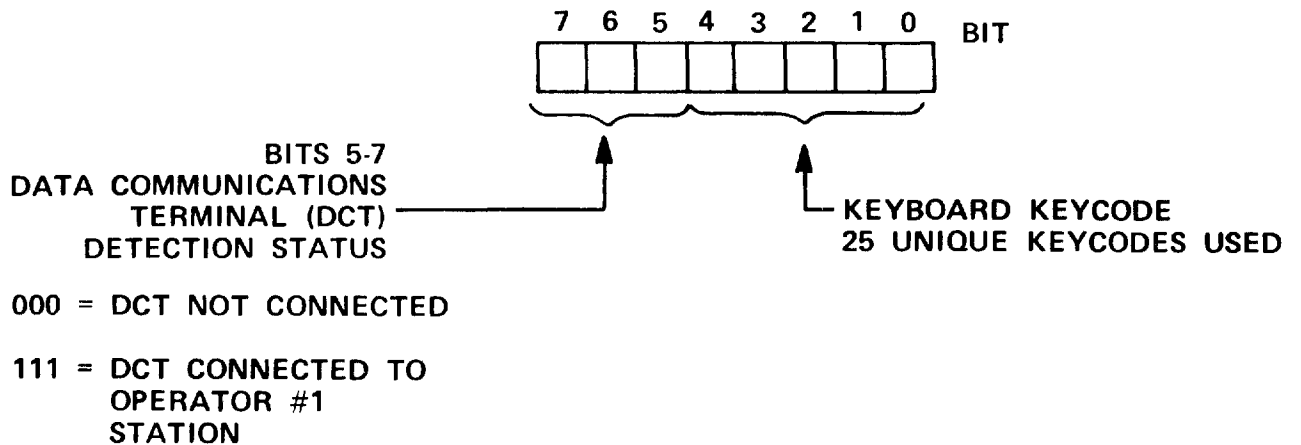 7 6 5 4 3 2 1 0 BIT
BITS 5-7
DATA COMMUNICATIONS
TERMINAL (DCT)
DETECTION STATUS
KEYBOARD KEYCODE
25 UNIQUE KEYCODES USED
000 = DCT NOT CONNECTED
111 = DCT CONNECTED TO
OPERATOR #1
STATION